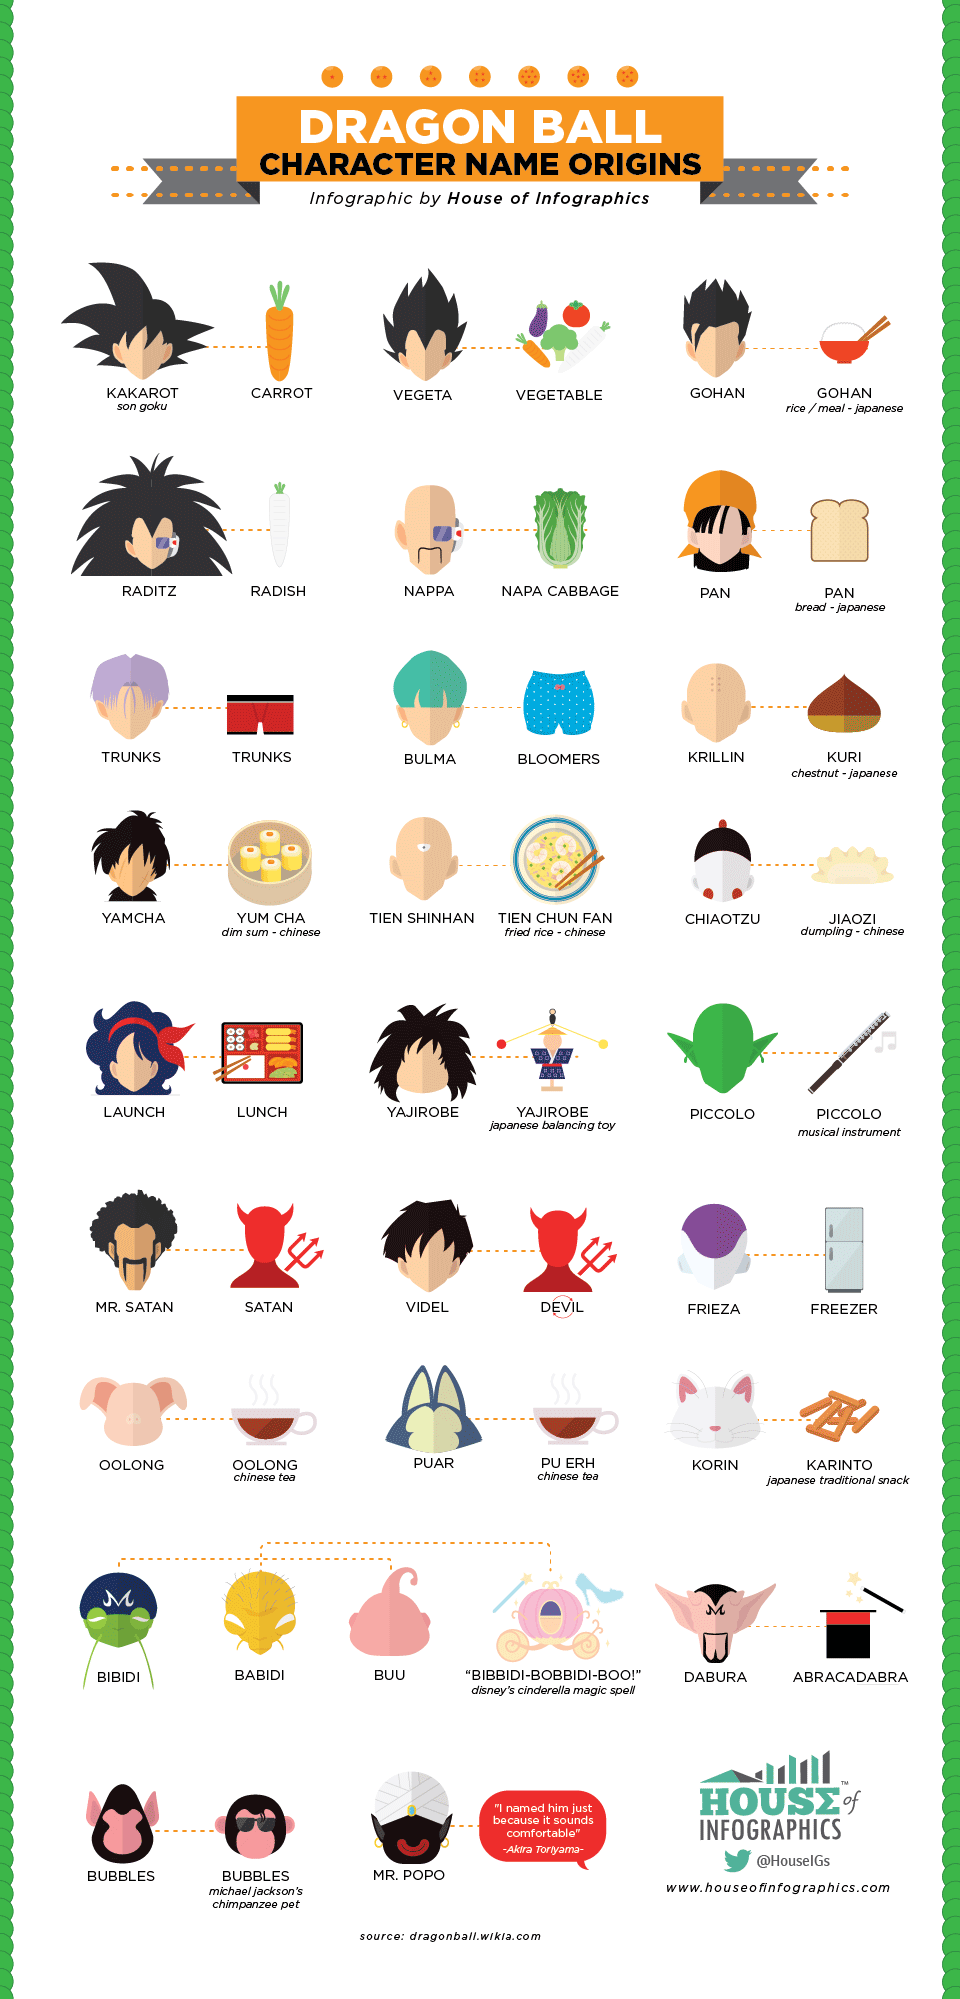 DRAGON BALL
CHARACTER NAME ORIGINS
Infographic by House of Infographics
KAKAROT
son goku
CARROT
VEGETA
VEGETABLE
GOHAN
GOHAN
rice / meal - japanese
RADITZ
RADISH
NAPPA
NAPA CABBAGE
PAN
PAN
bread - japanese
TRUNKS
TRUNKS
BULMA
BLOOMERS
KRILLIN
KURI
chestnut - japanese
YAMCHA
YUM CHA
dim sum - chinese
TIEN SHINHAN
TIEN CHUN FAN
fried rice - chinese
CHIAOTZU
JIAOZI
dumpling - chinese
LAUNCH
LUNCH
YAJIROBE
YAJIROBE
japanese balancing toy
PICCOLO
PICCOLO
musical instrument
MR. SATAN
SATAN
VIDEL
DEVIL
FRIEZA
FREEZER
OOLONG
OOLONG
chinese tea
PUAR
PU ERH
chinese tea
KORIN
KARINTO
japanese traditional snack
BIBIDI
BABIDI
BUU
“BIBBIDI-BOBBIDI-BOO!”
disney's cinderella magic spell
DABURA
ABRACADABRA
BUBBLES
BUBBLES
michael jackson's
chimpanzee pet
MR. POPO
"I named him just
because it sounds
comfortable"
-Akira Toriyama-
HOUSE of
INFOGRAPHICS
TM
@HouseIGs
www.houseofinfographics.com
source: dragonball.wikia.com